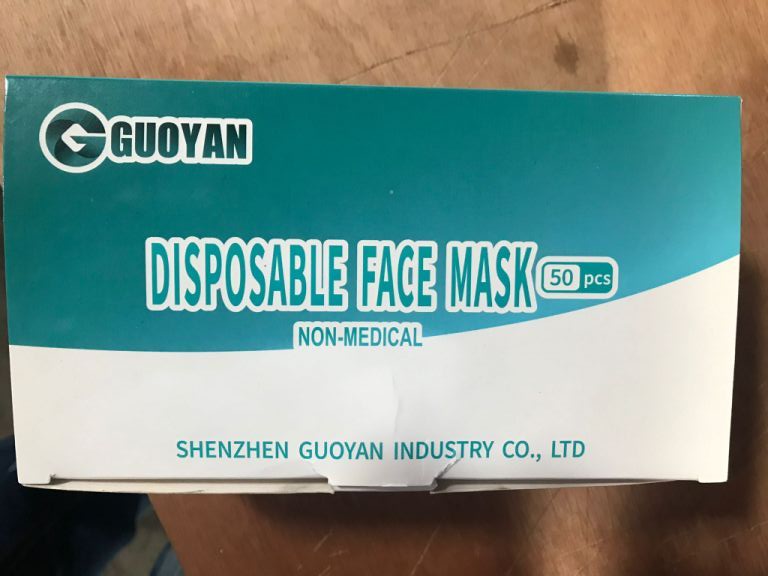 GUOYAN
DISPOSABLE FACE MASK 50 pcs
NON-MEDICAL
SHENZHEN GUOYAN INDUSTRY CO., LTD